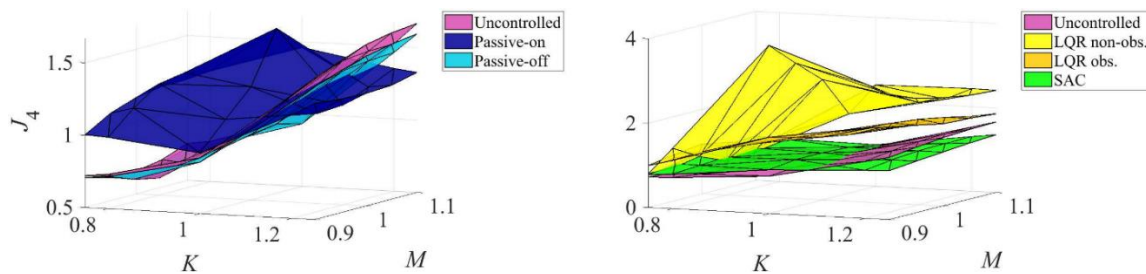 Uncontrolled
Passive-on
Passive-off
1.5
1
0.5
J4
0.8
1
1.2
K
0.9
1
1.1
M
Uncontrolled
LQR non-obs.
LQR obs.
SAC
4
2
0
0.8
1
1.2
K
0.9
1
1.1
M